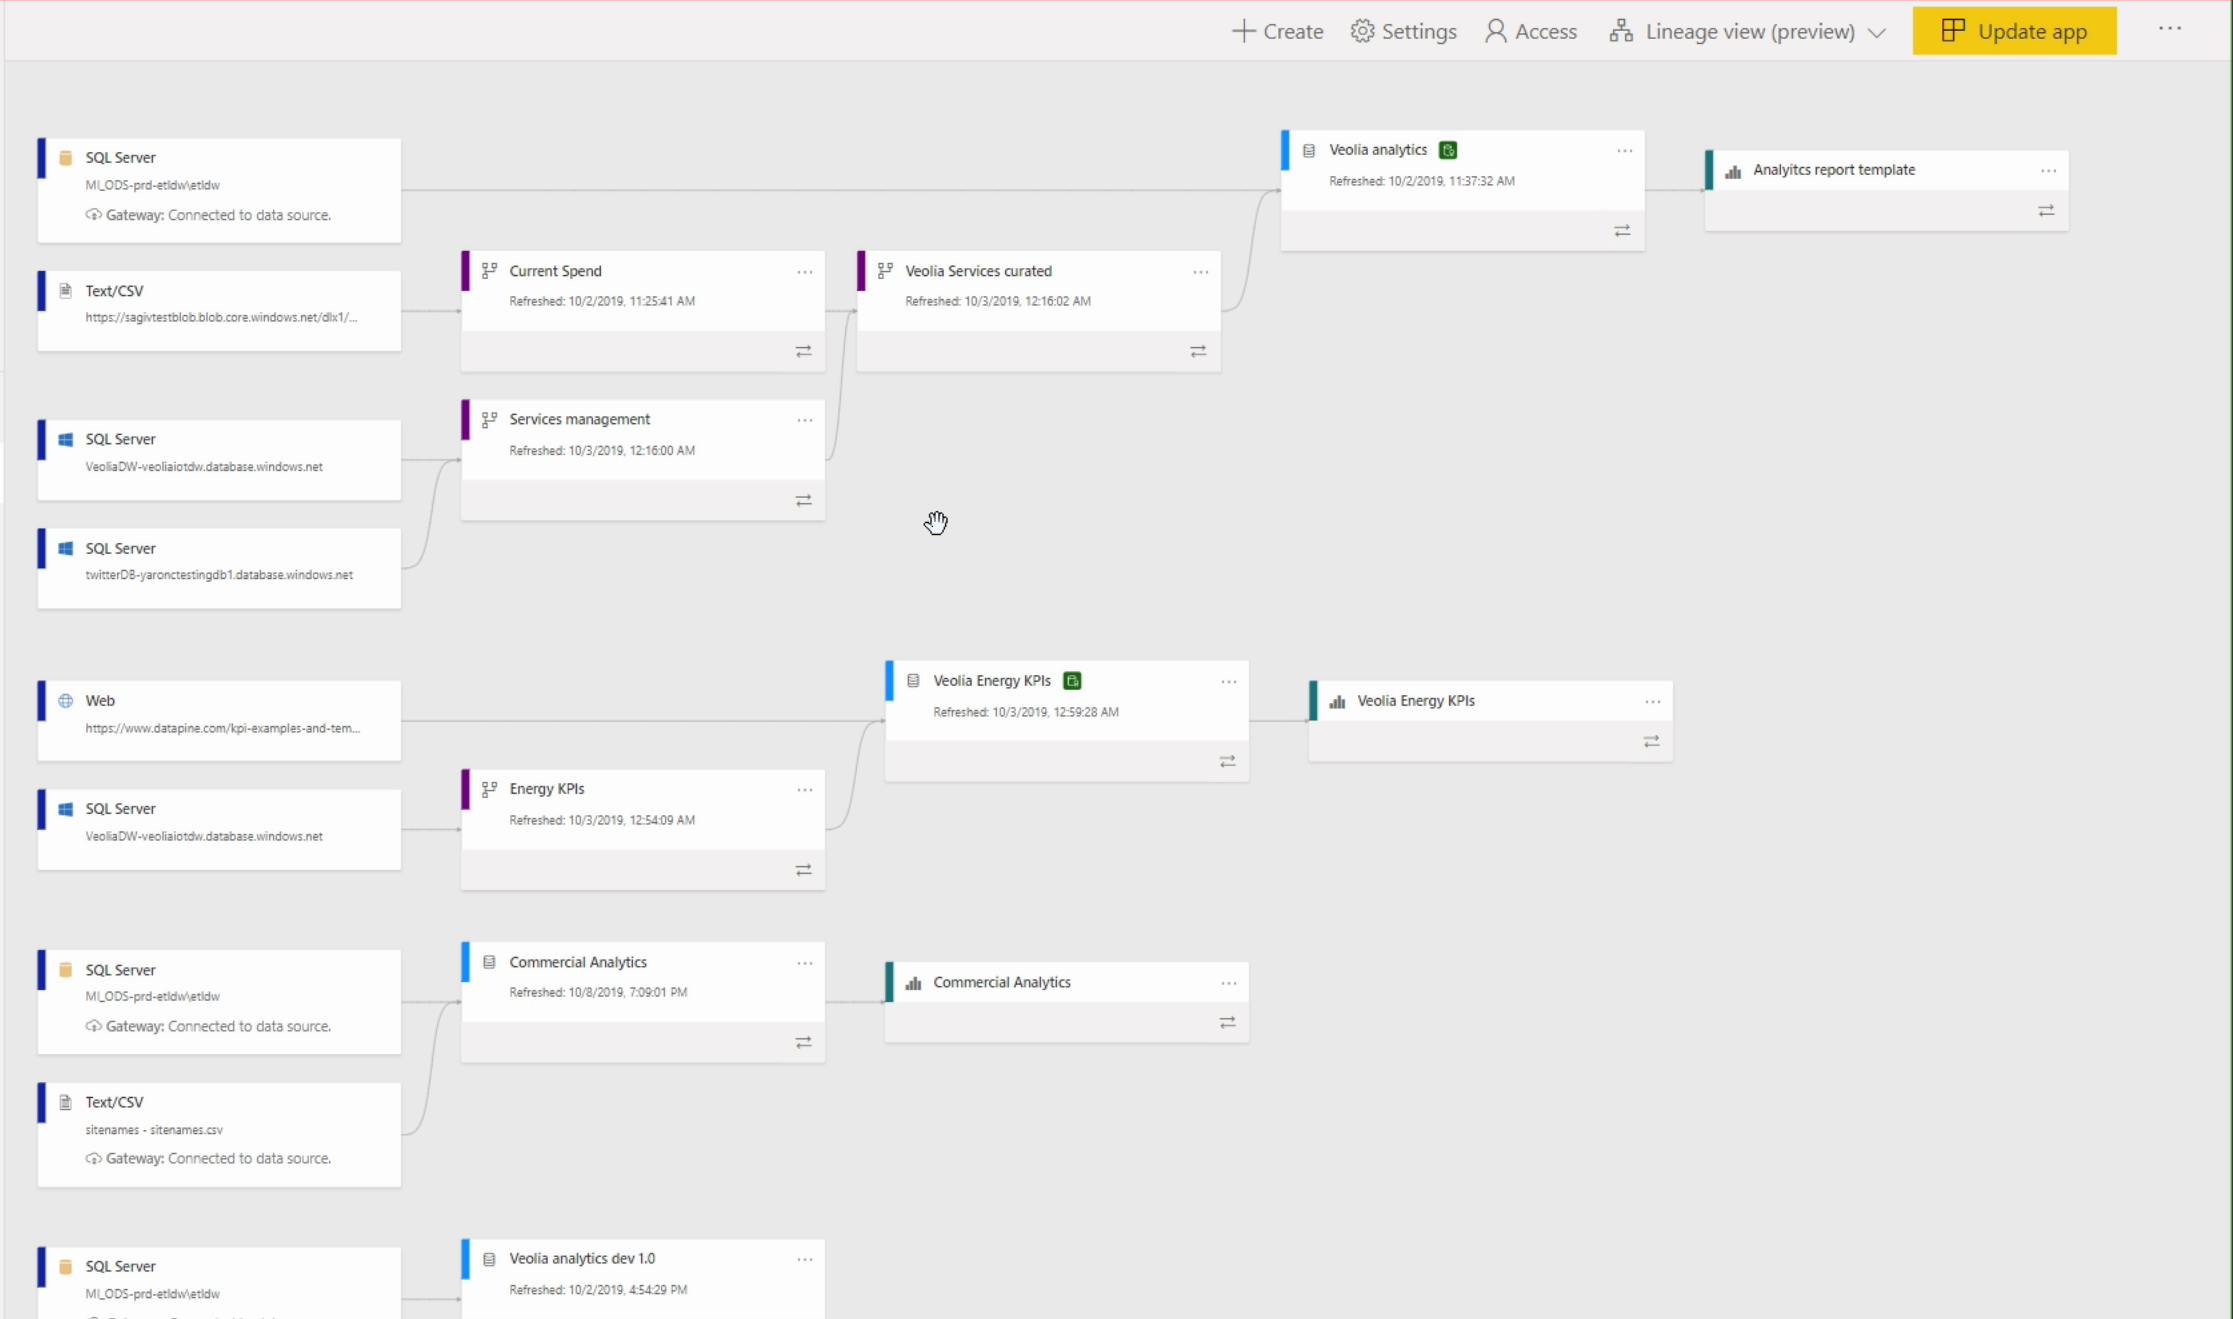 Create
Settings
Access
Lineage view (preview)
Update app
SQL Server
MI_ODS-prd-etldw\etldw
Gateway: Connected to data source.
Veolia analytics
Refreshed: 10/2/2019, 11:37:32 AM
Analyitcs report template
Text/CSV
https://sagivtestblob.blob.core.windows.net/dlx1/...
Current Spend
Refreshed: 10/2/2019, 11:25:41 AM
Veolia Services curated
Refreshed: 10/3/2019, 12:16:02 AM
SQL Server
VeoliaDW-veoliaiotdw.database.windows.net
Services management
Refreshed: 10/3/2019, 12:16:00 AM
SQL Server
twitterDB-yaronctestingdb1.database.windows.net
Web
https://www.datapine.com/kpi-examples-and-tem...
Veolia Energy KPIs
Refreshed: 10/3/2019, 12:59:28 AM
Veolia Energy KPIs
SQL Server
VeoliaDW-veoliaiotdw.database.windows.net
Energy KPIs
Refreshed: 10/3/2019, 12:54:09 AM
SQL Server
MI_ODS-prd-etldw\etldw
Gateway: Connected to data source.
Commercial Analytics
Refreshed: 10/8/2019, 7:09:01 PM
Commercial Analytics
Text/CSV
sitenames - sitenames.csv
Gateway: Connected to data source.
SQL Server
MI_ODS-prd-etldw\etldw
Veolia analytics dev 1.0
Refreshed: 10/2/2019, 4:54:29 PM